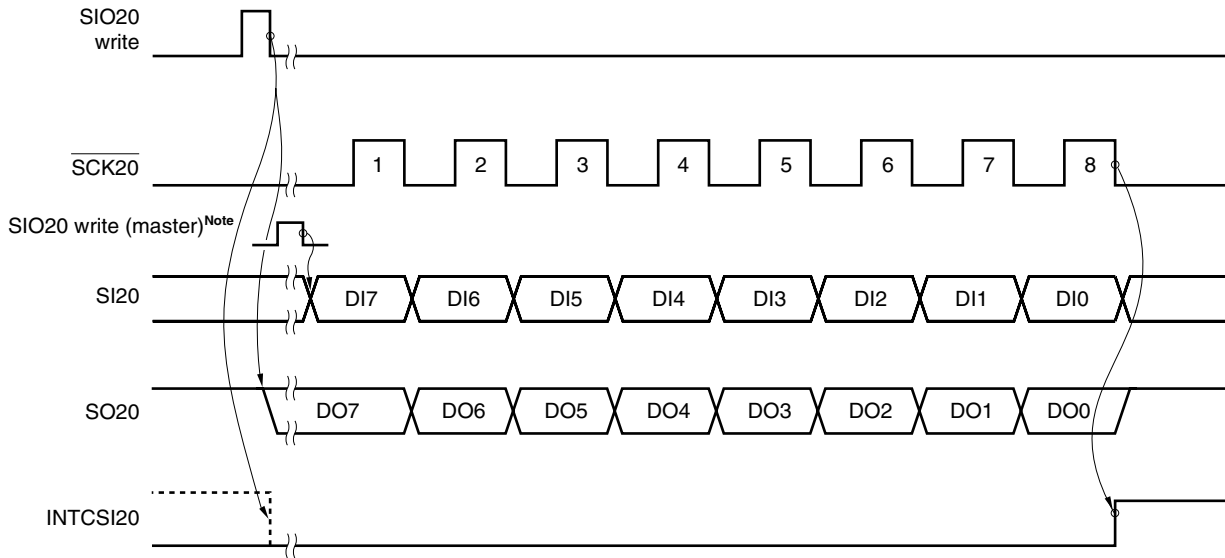 SIO20
write
SCK20
1 2 3 4 5 6 7 8
SIO20 write (master)Note
SI20
DI7 DI6 DI5 DI4 DI3 DI2 DI1 DI0
SO20
DO7 DO6 DO5 DO4 DO3 DO2 DO1 DO0
INTCSI20